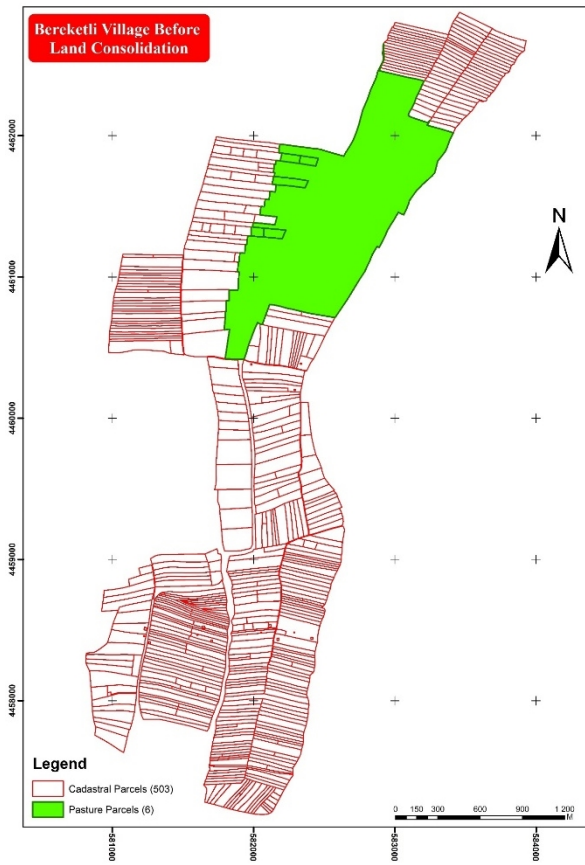 Bereketli Village Before
Land Consolidation
4462000
4461000
4460000
4459000
4458000
N
Legend
Cadastral Parcels (503)
Pasture Parcels (6)
0 150 300 600 900 1 200
M
581000
582000
583000
584000